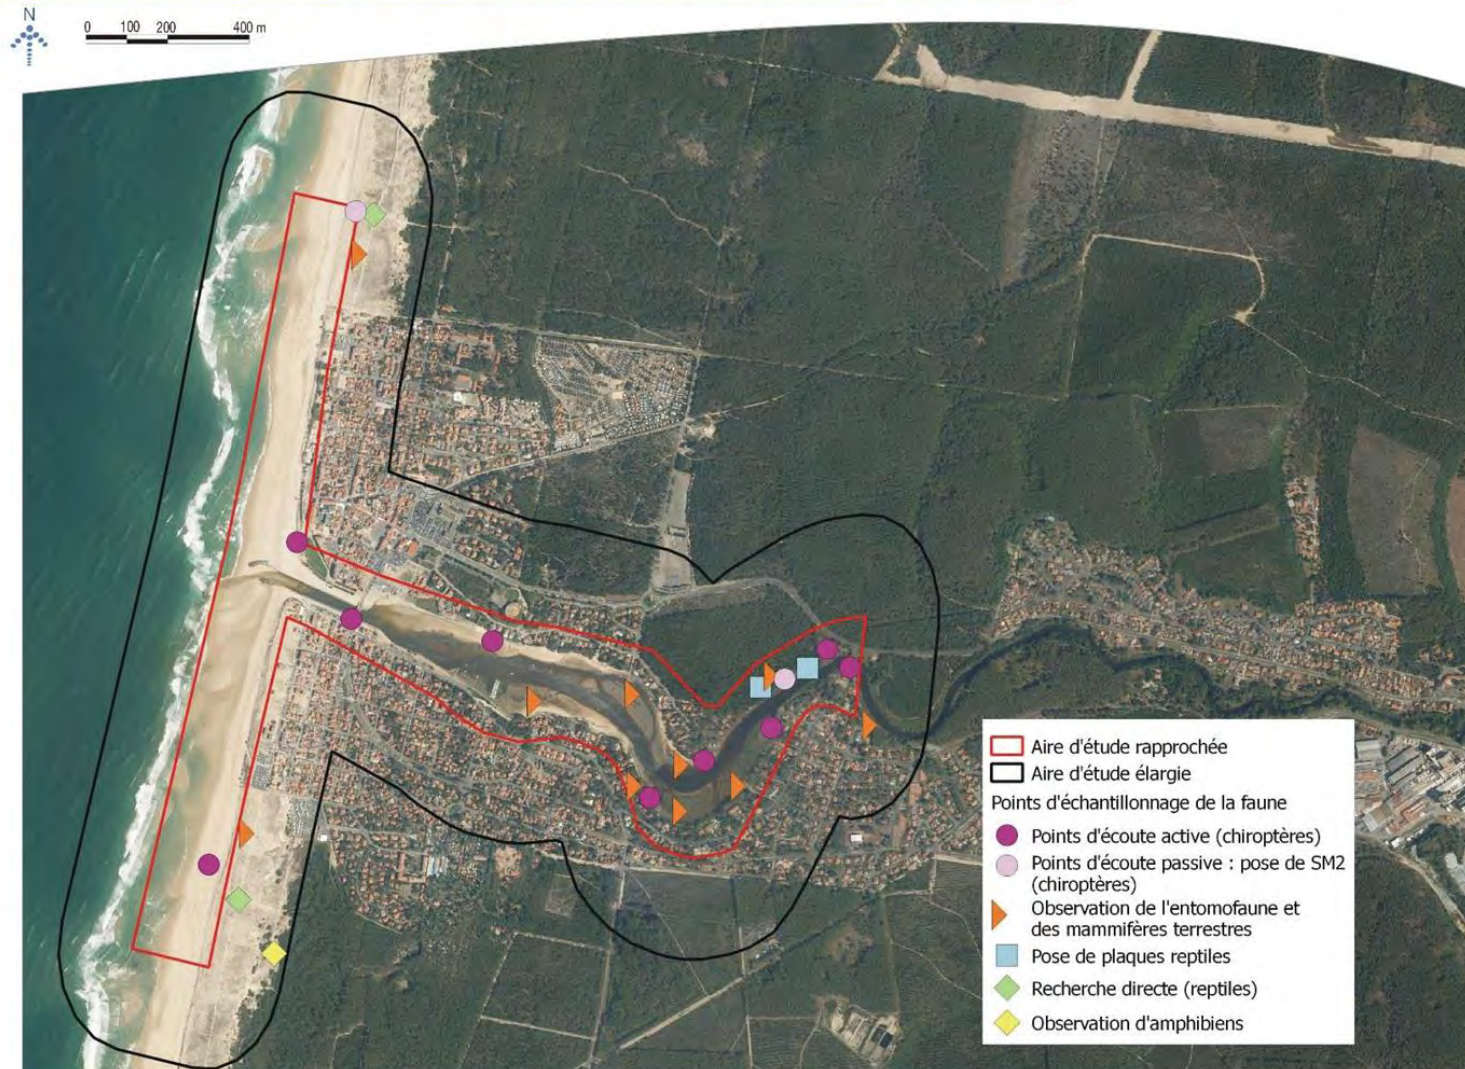 N
0 100 200 400 m
Aire d'étude rapprochée
Aire d'étude élargie
Points d'échantillonnage de la faune
Points d'écoute active (chiroptères)
Points d'écoute passive : pose de SM2
(chiroptères)
Observation de l'entomofaune et
des mammifères terrestres
Pose de plaques reptiles
Recherche directe (reptiles)
Observation d'amphibiens